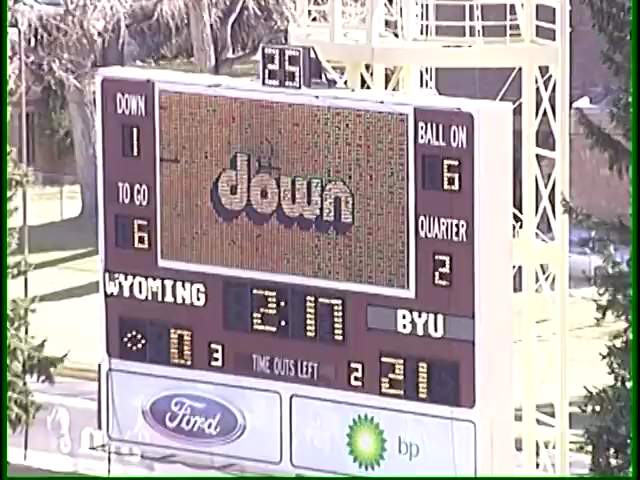 25
DOWN
1
BALL ON
6
down
TO GO
6
QUARTER
2
WYOMING
2:17
BYU
0
3
TIME OUTS LEFT
2
21
Ford
bp